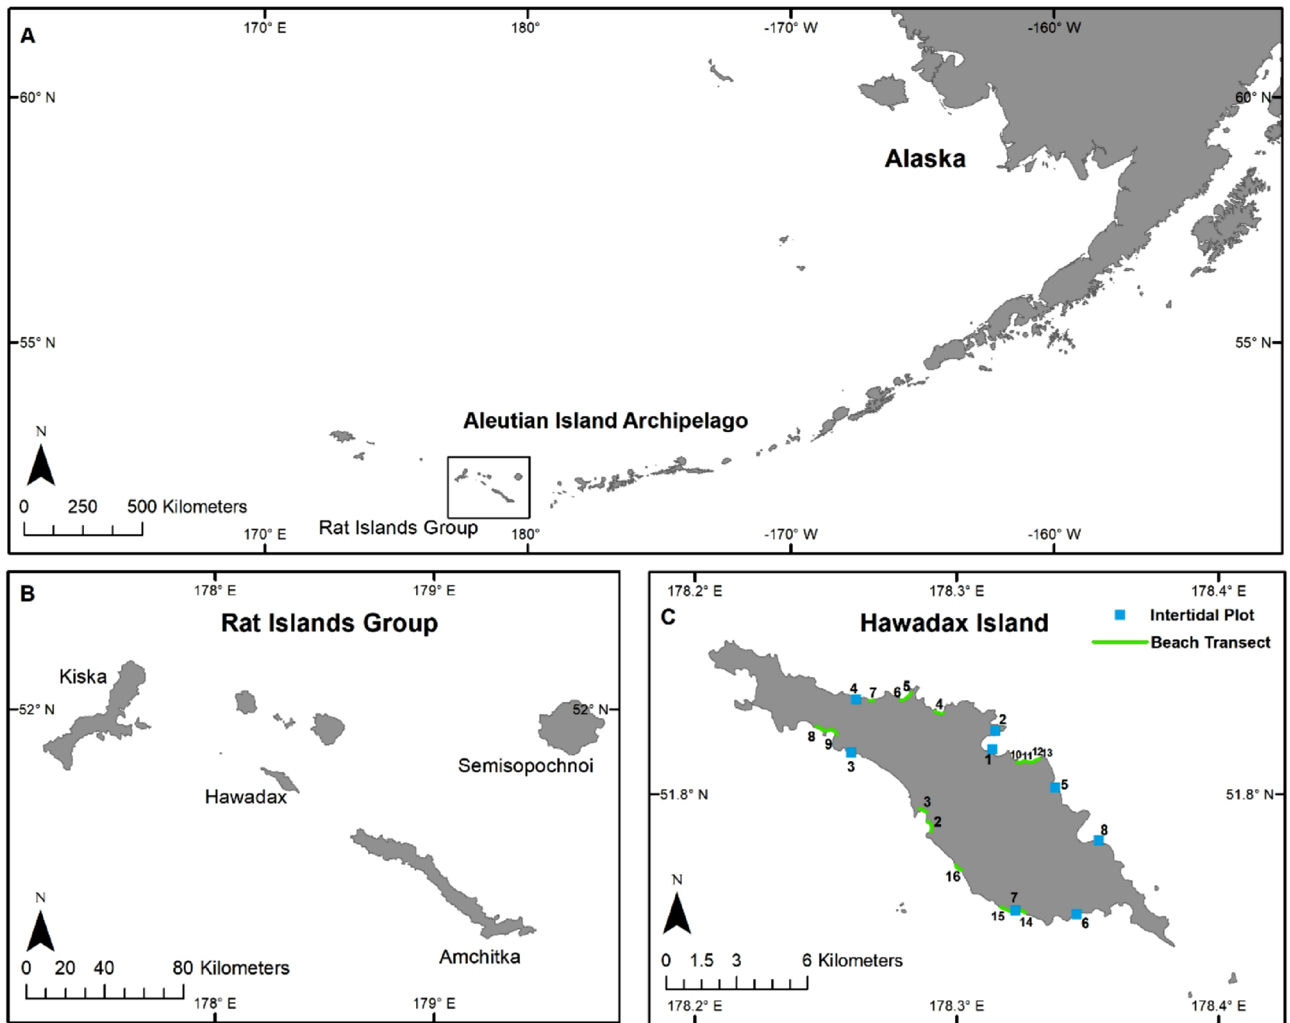 A
170° E
180°
-170° W
-160° W
60° N
60° N
Alaska
55° N
55° N
Aleutian Island Archipelago
N
0 250 500 Kilometers
Rat Islands Group
170° E
180°
-170° W
-160° W
B
178° E
179° E
Rat Islands Group
Kiska
52° N
52° N
Semisopochnoi
Hawadax
N
Amchitka
0 20 40 80 Kilometers
178° E
179° E
178.2° E
178.3° E
178.4° E
C
Hawadax Island
Intertidal Plot
Beach Transect
4 7 6 5
4
2
8
9
3
1
10 11 12 13
51.8° N
51.8° N
5
3
2
8
16
N
7
15
14
6
0 1.5 3 6 Kilometers
178.2° E
178.3° E
178.4° E